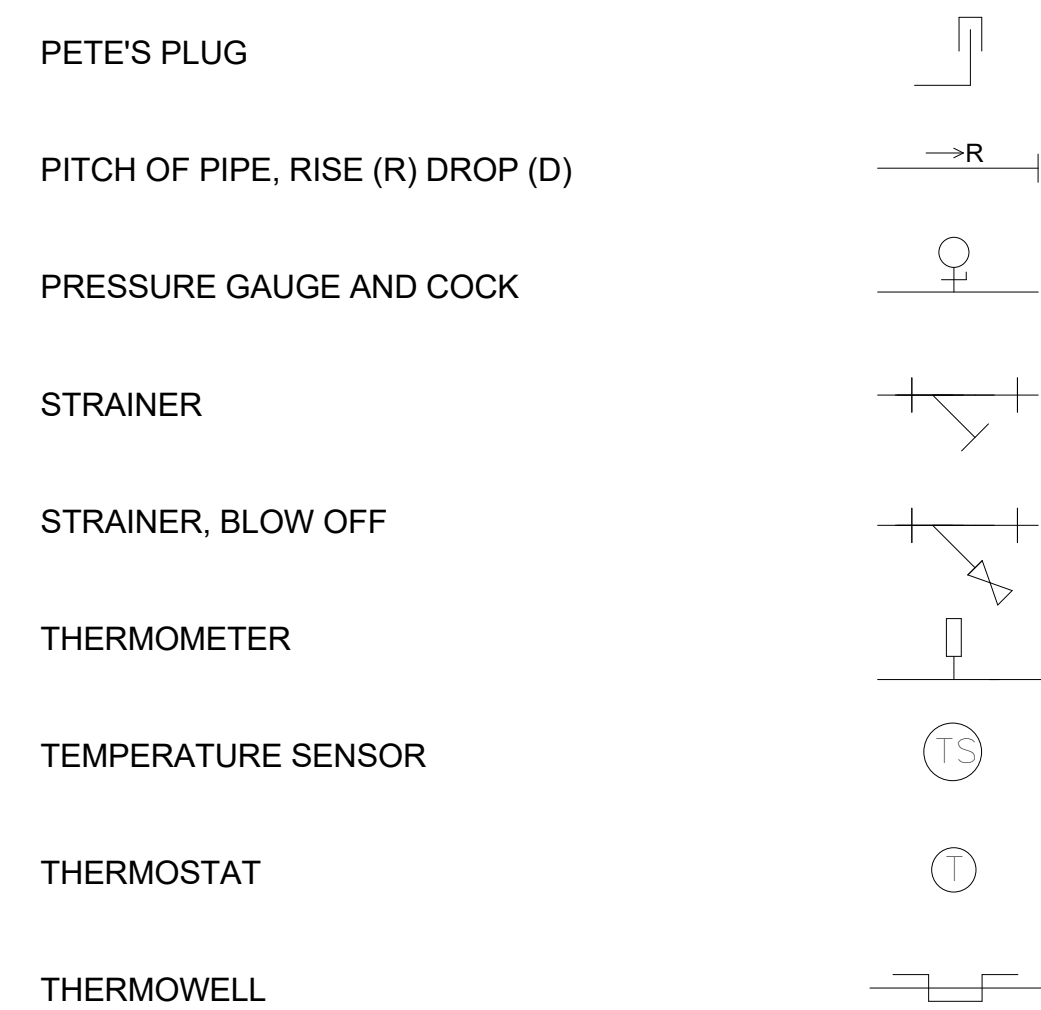 PETE'S PLUG
PITCH OF PIPE, RISE (R) DROP (D)
R
PRESSURE GAUGE AND COCK
STRAINER
STRAINER, BLOW OFF
THERMOMETER
TEMPERATURE SENSOR
TS
THERMOSTAT
T
THERMOWELL